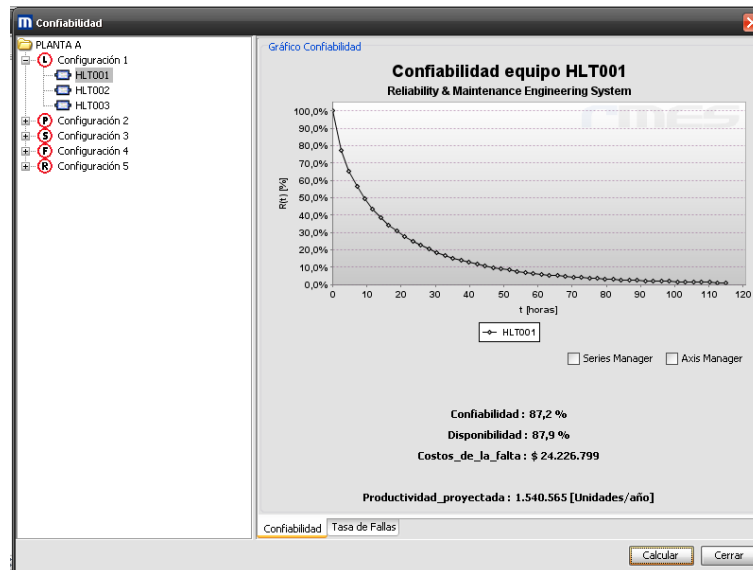 m Confiabilidad
PLANTA A
L Configuración 1
HLT001
HLT002
HLT003
P Configuración 2
S Configuración 3
F Configuración 4
R Configuración 5
Gráfico Confiabilidad
Confiabilidad equipo HLT001
Reliability & Maintenance Engineering System
rmes
R(t) [%]
100,0%
90,0%
80,0%
70,0%
60,0%
50,0%
40,0%
30,0%
20,0%
10,0%
0,0%
0 10 20 30 40 50 60 70 80 90 100 110 120
t [horas]
HLT001
Series Manager Axis Manager
Confiabilidad : 87,2 %
Disponibilidad : 87,9 %
Costos_de_la_falta : $ 24.226.799
Productividad_proyectada : 1.540.565 [Unidades/año]
Confiabilidad Tasa de Fallas
Calcular Cerrar